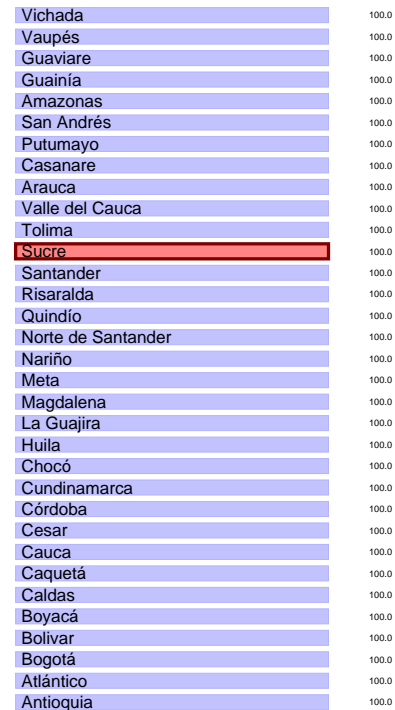 Vichada 100.0
Vaupés 100.0
Guaviare 100.0
Guainía 100.0
Amazonas 100.0
San Andrés 100.0
Putumayo 100.0
Casanare 100.0
Arauca 100.0
Valle del Cauca 100.0
Tolima 100.0
Sucre 100.0
Santander 100.0
Risaralda 100.0
Quindío 100.0
Norte de Santander 100.0
Nariño 100.0
Meta 100.0
Magdalena 100.0
La Guajira 100.0
Huila 100.0
Chocó 100.0
Cundinamarca 100.0
Córdoba 100.0
Cesar 100.0
Cauca 100.0
Caquetá 100.0
Caldas 100.0
Boyacá 100.0
Bolivar 100.0
Bogotá 100.0
Atlántico 100.0
Antioquia 100.0